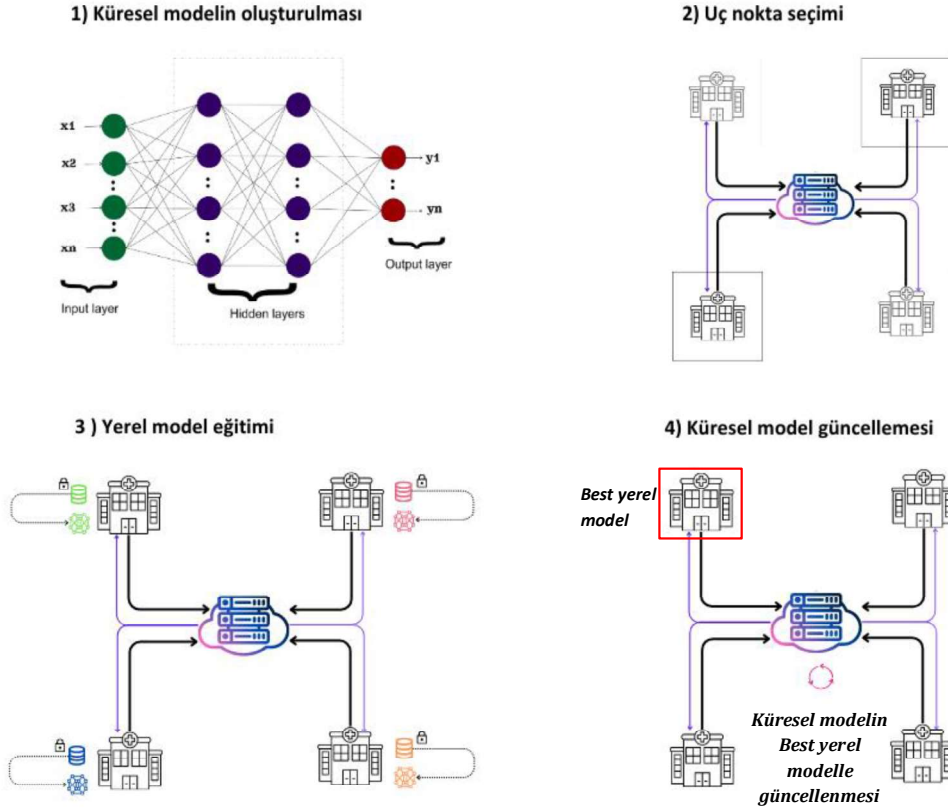 1) Küresel modelin oluşturulması
x1
x2
x3
xn
y1
yn
Input layer
Hidden layers
Output layer
2) Uç nokta seçimi
3 ) Yerel model eğitimi
4) Küresel model güncellemesi
Best yerel
model
Küresel modelin
Best yerel
modelle
güncellenmesi